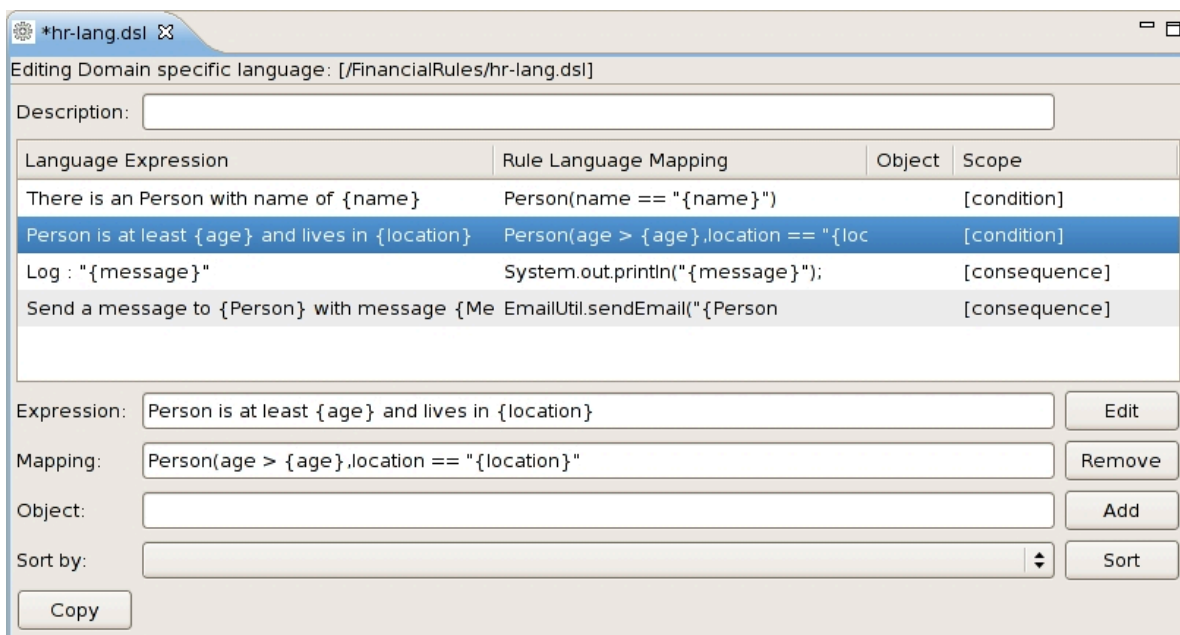 *hr-lang.dsl
Editing Domain specific language: [/FinancialRules/hr-lang.dsl]
Description:
Language Expression Rule Language Mapping Object Scope
There is an Person with name of {name} Person(name == "{name}") [condition]
Person is at least {age} and lives in {location} Person(age > {age},location == "{loc [condition]
Log : "{message}" System.out.println("{message}"); [consequence]
Send a message to {Person} with message {Me EmailUtil.sendEmail("{Person [consequence]
Expression: Person is at least {age} and lives in {location} Edit
Mapping: Person(age > {age},location == "{location}" Remove
Object: Add
Sort by: Sort
Copy